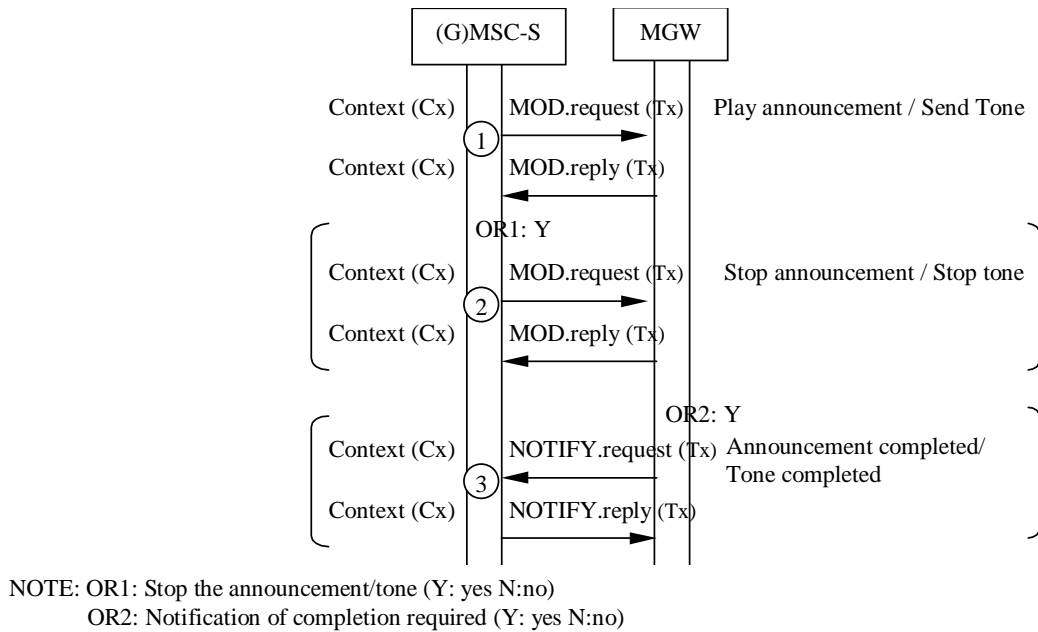 (G)MSC-S MGW
Context (Cx) MOD.request (Tx) Play announcement / Send Tone
1
Context (Cx) MOD.reply (Tx)
OR1: Y
Context (Cx) MOD.request (Tx) Stop announcement / Stop tone
2
Context (Cx) MOD.reply (Tx)
OR2: Y
Context (Cx) NOTIFY.request (Tx) Announcement completed/
Tone completed
3
Context (Cx) NOTIFY.reply (Tx)
NOTE: OR1: Stop the announcement/tone (Y: yes N:no)
OR2: Notification of completion required (Y: yes N:no)